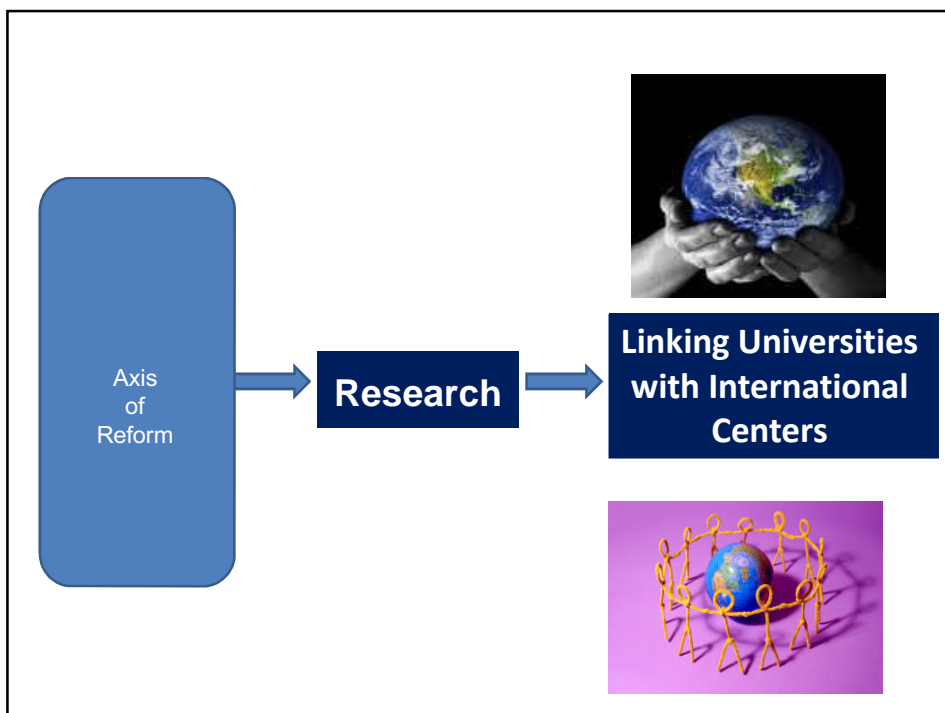 Axis
of
Reform
Research
Linking Universities
with International
Centers